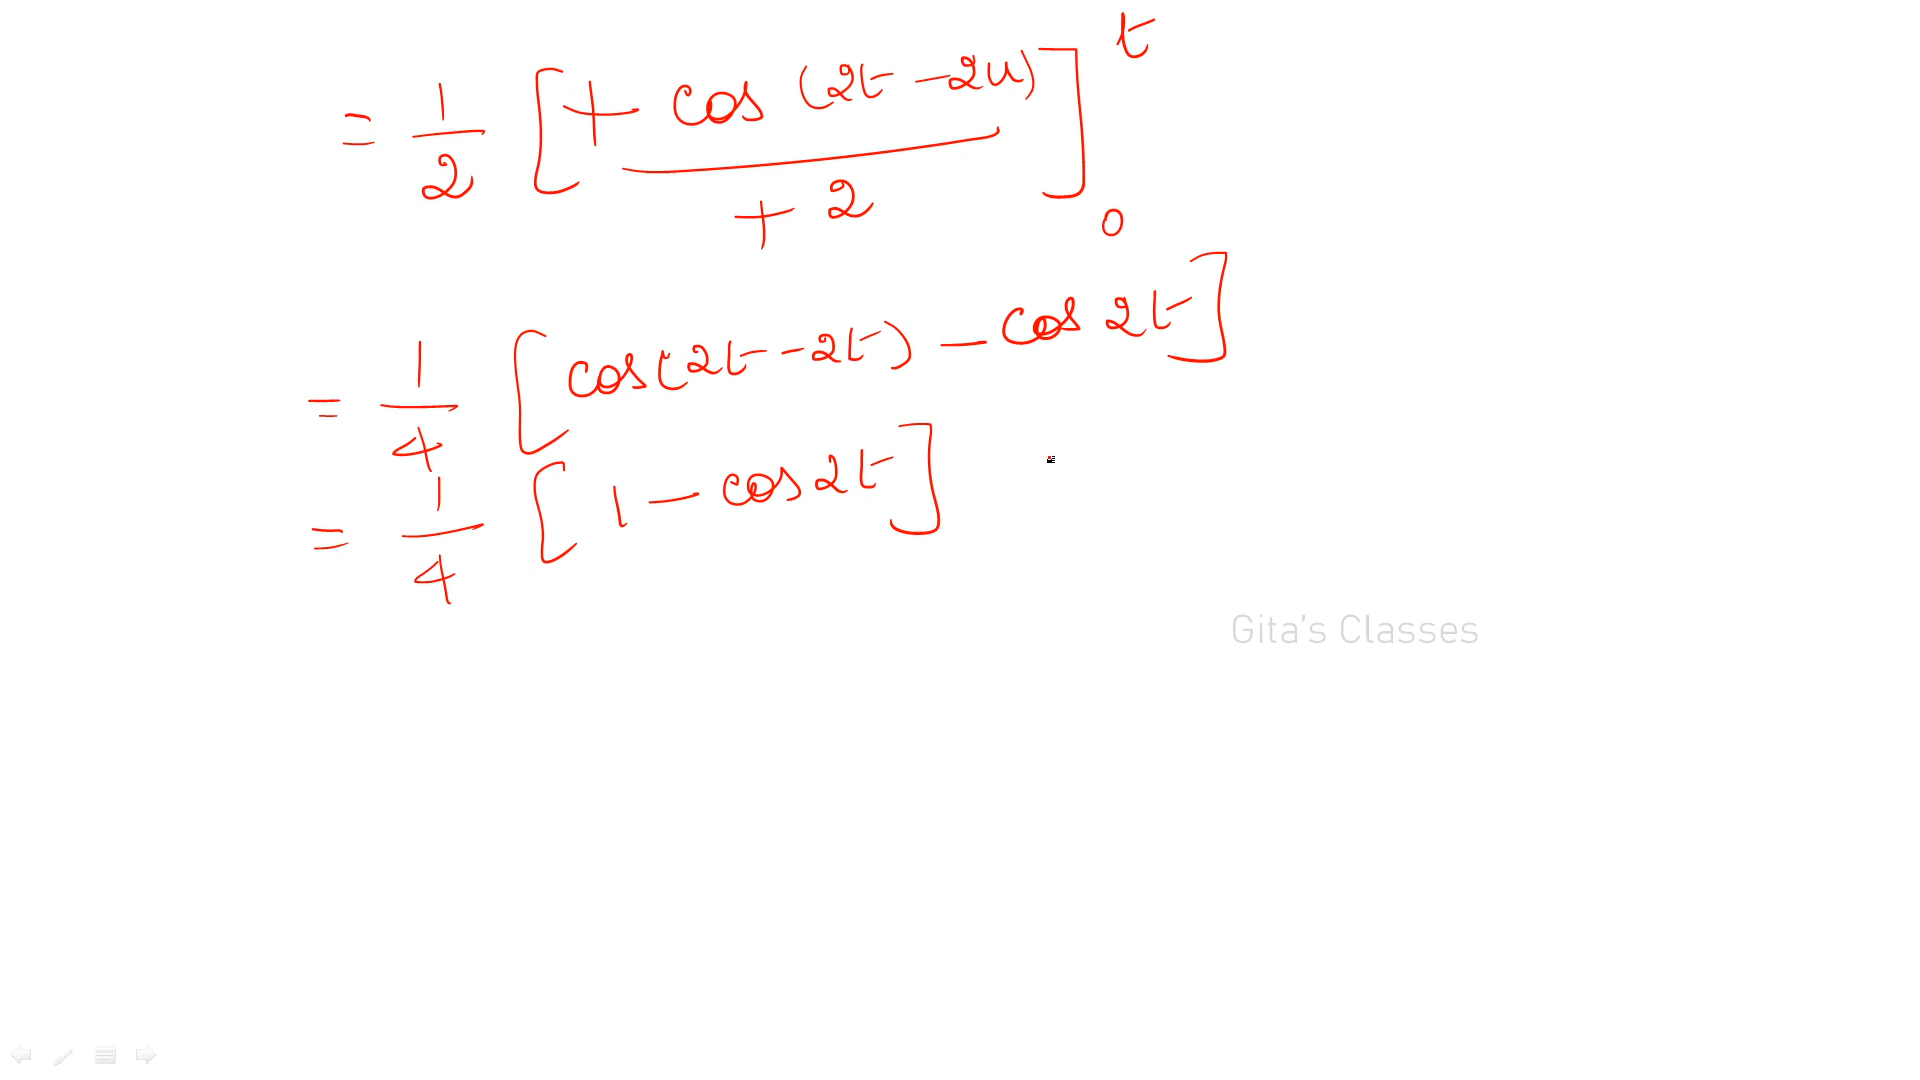 = 1/2 [+ cos (2t - 2u) / + 2]₀ᵗ
= 1/4 [cos(2t - 2t) - cos 2t]
= 1/4 [1 - cos 2t]
Gita's Classes